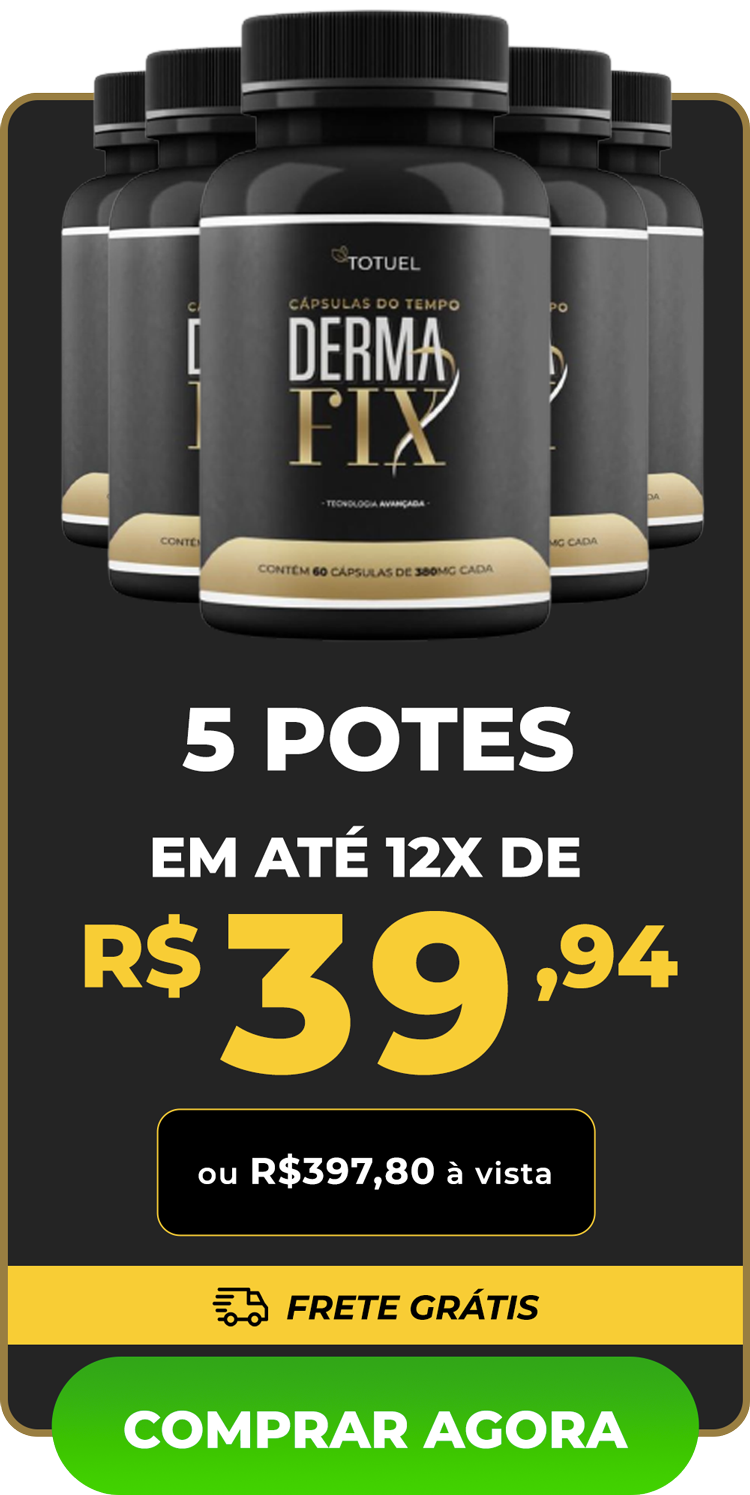 TOTUEL
CÁPSULAS DO TEMPO
DERMA
FIX
- TECNOLOGIA AVANÇADA -
CONTÉM 60 CÁPSULAS DE 380MG CADA
5 POTES
EM ATÉ 12X DE
R$39,94
ou R$397,80 à vista
FRETE GRÁTIS
COMPRAR AGORA